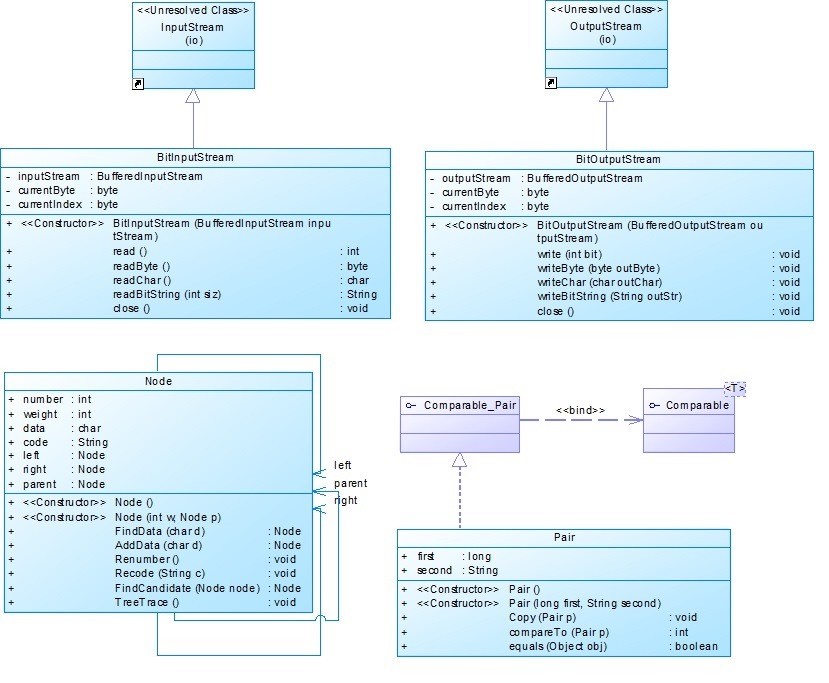 <<Unresolved Class>>
InputStream
(io)
<<Unresolved Class>>
OutputStream
(io)
BitInputStream
- inputStream : BufferedInputStream
- currentByte : byte
- currentIndex : byte
+ <<Constructor>> BitInputStream (BufferedInputStream inpu
tStream)
+ read () : int
+ readByte () : byte
+ readChar () : char
+ readBitString (int siz) : String
+ close () : void
BitOutputStream
- outputStream : BufferedOutputStream
- currentByte : byte
- currentIndex : byte
+ <<Constructor>> BitOutputStream (BufferedOutputStream ou
tputStream)
+ write (int bit) : void
+ writeByte (byte outByte) : void
+ writeChar (char outChar) : void
+ writeBitString (String outStr) : void
+ close () : void
Node
+ number : int
+ weight : int
+ data : char
+ code : String
+ left : Node
+ right : Node
+ parent : Node
+ <<Constructor>> Node ()
+ <<Constructor>> Node (int w, Node p)
+ FindData (char d) : Node
+ AddData (char d) : Node
+ Renumber () : void
+ Recode (String c) : void
+ FindCandidate (Node node) : Node
+ TreeTrace () : void
left
parent
right
Comparable_Pair
<<bind>>
<T>
Comparable
Pair
+ first : long
+ second : String
+ <<Constructor>> Pair ()
+ <<Constructor>> Pair (long first, String second)
+ Copy (Pair p) : void
+ compareTo (Pair p) : int
+ equals (Object obj) : boolean